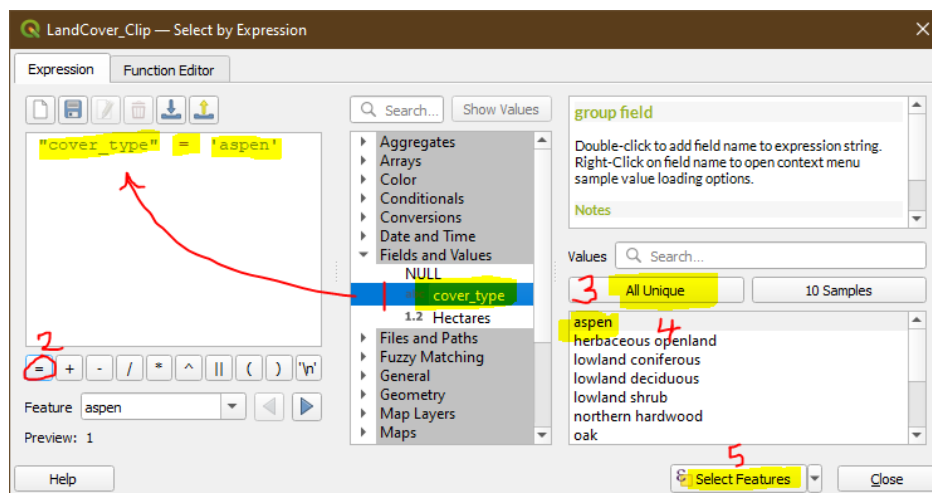 LandCover_Clip — Select by Expression
Expression
Function Editor
"cover_type" = 'aspen'
2
= + - / * ^ || ( ) '\n'
Feature aspen
Preview: 1
Help
Search...
Show Values
Aggregates
Arrays
Color
Conditionals
Conversions
Date and Time
Fields and Values
NULL
1 cover_type
1.2 Hectares
Files and Paths
Fuzzy Matching
General
Geometry
Map Layers
Maps
group field
Double-click to add field name to expression string.
Right-Click on field name to open context menu
sample value loading options.
Notes
Values Search...
3 All Unique
10 Samples
aspen 4
herbaceous openland
lowland coniferous
lowland deciduous
lowland shrub
northern hardwood
oak
5
Select Features
Close